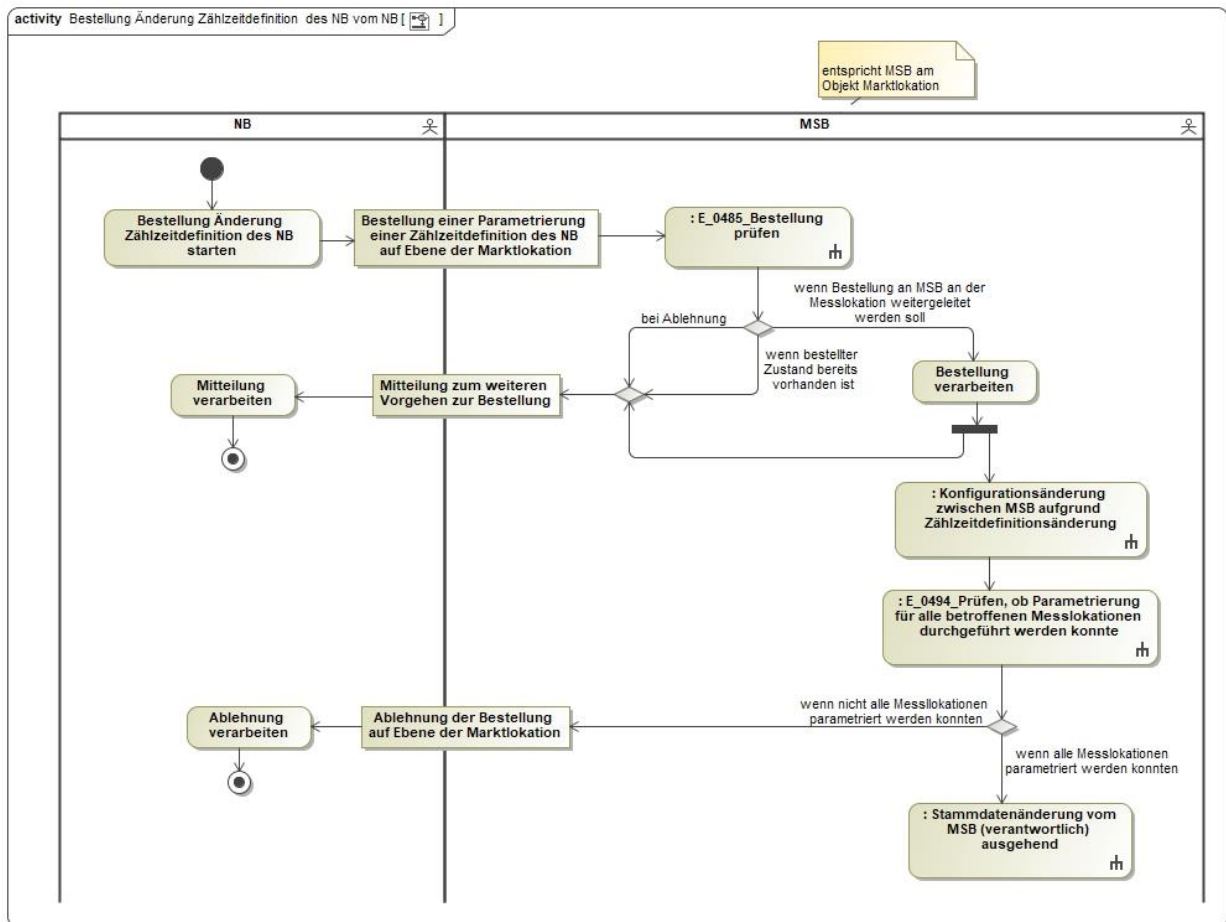 activity Bestellung Änderung Zählzeitdefinition des NB vom NB [ ]
entspricht MSB am
Objekt Marktlokation
NB
MSB
Bestellung Änderung
Zählzeitdefinition des NB
starten
Bestellung einer Parametrierung
einer Zählzeitdefinition des NB
auf Ebene der Marktlokation
: E_0485_Bestellung
prüfen
wenn Bestellung an MSB an der
Messlokation weitergeleitet
werden soll
bei Ablehnung
wenn bestellter
Zustand bereits
vorhanden ist
Bestellung
verarbeiten
Mitteilung
verarbeiten
Mitteilung zum weiteren
Vorgehen zur Bestellung
: Konfigurationsänderung
zwischen MSB aufgrund
Zählzeitdefinitionsänderung
: E_0494_Prüfen, ob Parametrierung
für alle betroffenen Messlokationen
durchgeführt werden konnte
wenn nicht alle Messllokationen
parametriert werden konnten
Ablehnung
verarbeiten
Ablehnung der Bestellung
auf Ebene der Marktlokation
wenn alle Messlokationen
parametriert werden konnten
: Stammdatenänderung vom
MSB (verantwortlich)
ausgehend